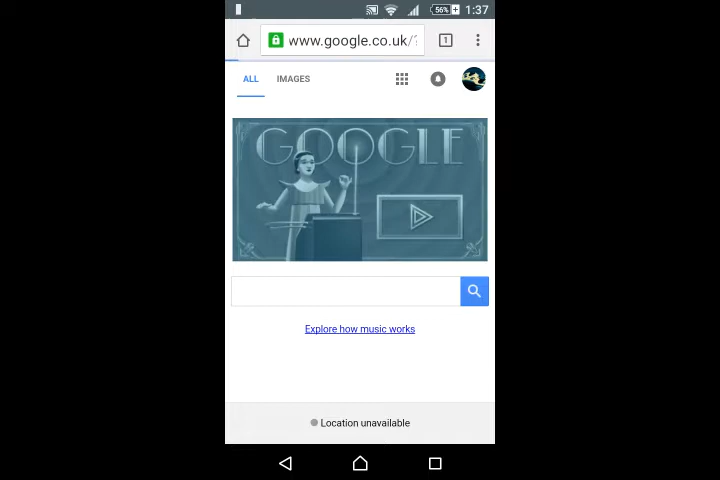 56% 1:37
www.google.co.uk/
1
ALL IMAGES
GOOGLE
Explore how music works
Location unavailable